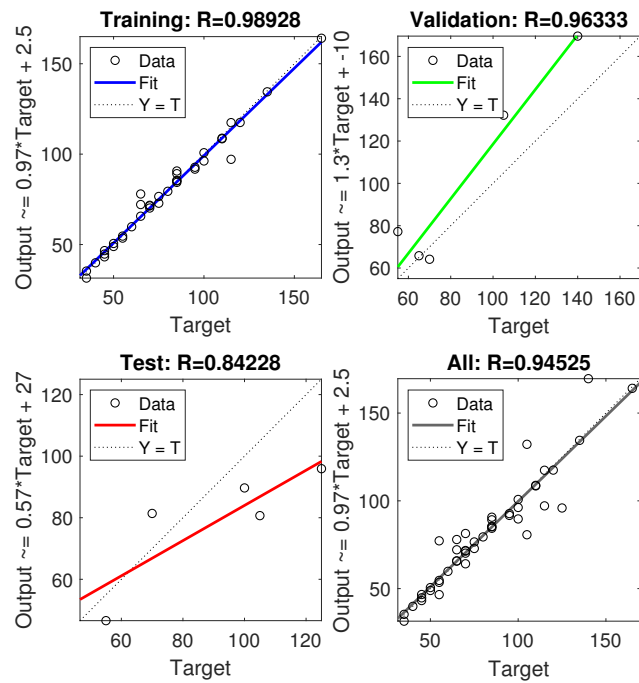 Training: R=0.98928
Output ~= 0.97*Target + 2.5
150
100
50
Data
Fit
Y = T
50 100 150
Target
Validation: R=0.96333
Output ~= 1.3*Target + -10
160
140
120
100
80
60
Data
Fit
Y = T
60 80 100 120 140 160
Target
Test: R=0.84228
Output ~= 0.57*Target + 27
120
100
80
60
Data
Fit
Y = T
60 80 100 120
Target
All: R=0.94525
Output ~= 0.97*Target + 2.5
150
100
50
Data
Fit
Y = T
50 100 150
Target